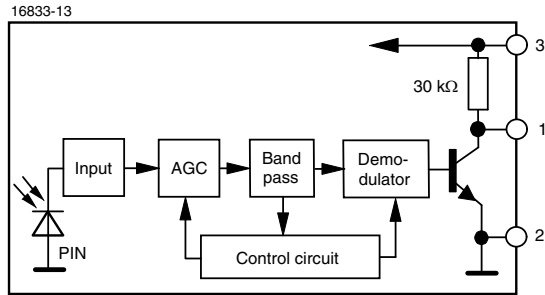 16833-13
3
30 kΩ
1
Input
AGC
Band
pass
Demo-
dulator
2
PIN
Control circuit